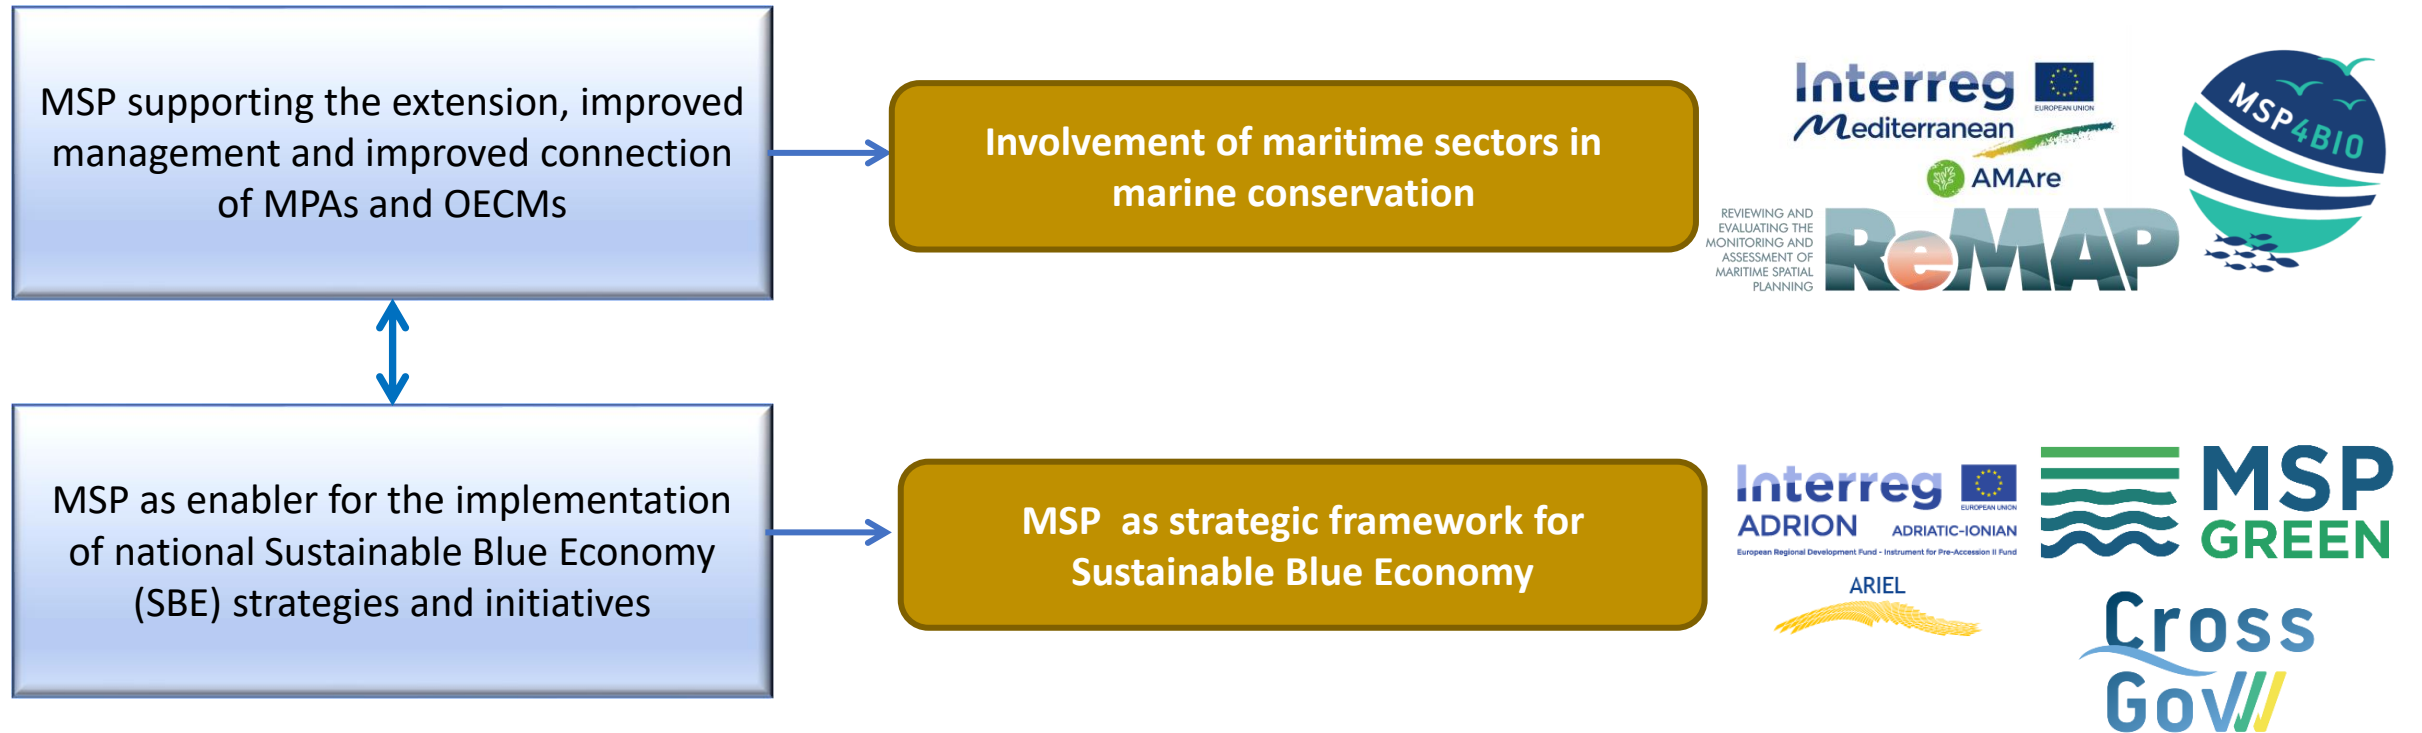 MSP supporting the extension, improved
management and improved connection
of MPAs and OECMs
Involvement of maritime sectors in
marine conservation
Interreg
EUROPEAN UNION
Mediterranean
AMAre
MSP4BIO
REVIEWING AND
EVALUATING THE
MONITORING AND
ASSESSMENT OF
MARITIME SPATIAL
PLANNING
ReMAP
MSP as enabler for the implementation
of national Sustainable Blue Economy
(SBE) strategies and initiatives
MSP  as strategic framework for
Sustainable Blue Economy
Interreg
EUROPEAN UNION
ADRION ADRIATIC-IONIAN
European Regional Development Fund - Instrument for Pre-Accession II Fund
ARIEL
MSP
GREEN
Cross
Gov